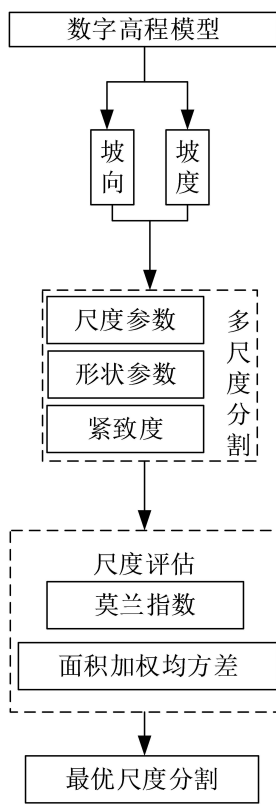 数字高程模型
坡向
坡度
尺度参数
形状参数
紧致度
多尺度分割
尺度评估
莫兰指数
面积加权均方差
最优尺度分割